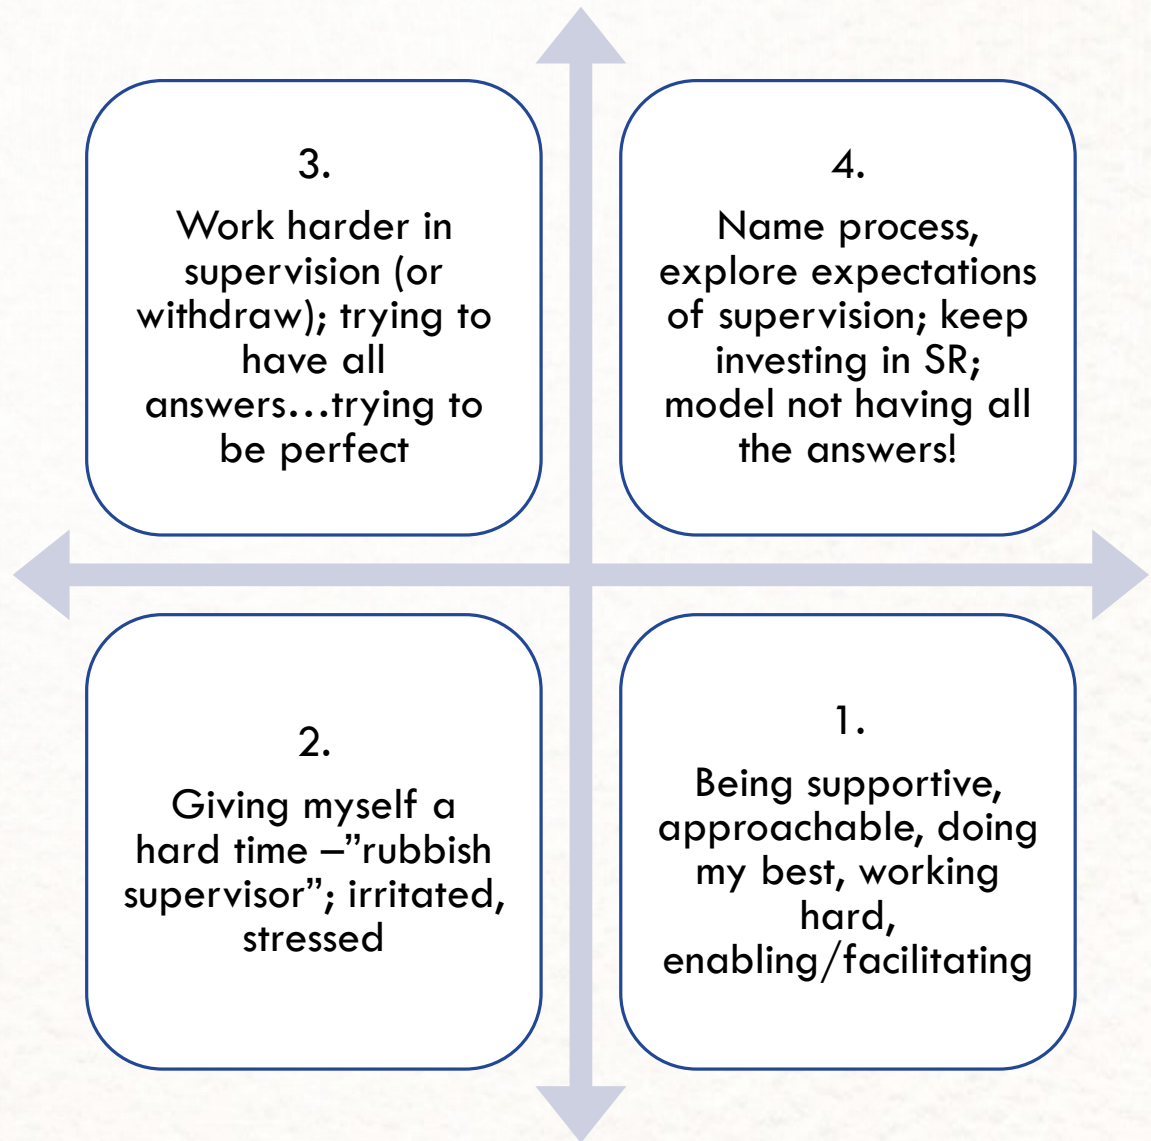 3.
Work harder in
supervision (or
withdraw); trying to
have all
answers…trying to
be perfect
4.
Name process,
explore expectations
of supervision; keep
investing in SR;
model not having all
the answers!
2.
Giving myself a
hard time –”rubbish
supervisor”; irritated,
stressed
1.
Being supportive,
approachable, doing
my best, working
hard,
enabling/facilitating